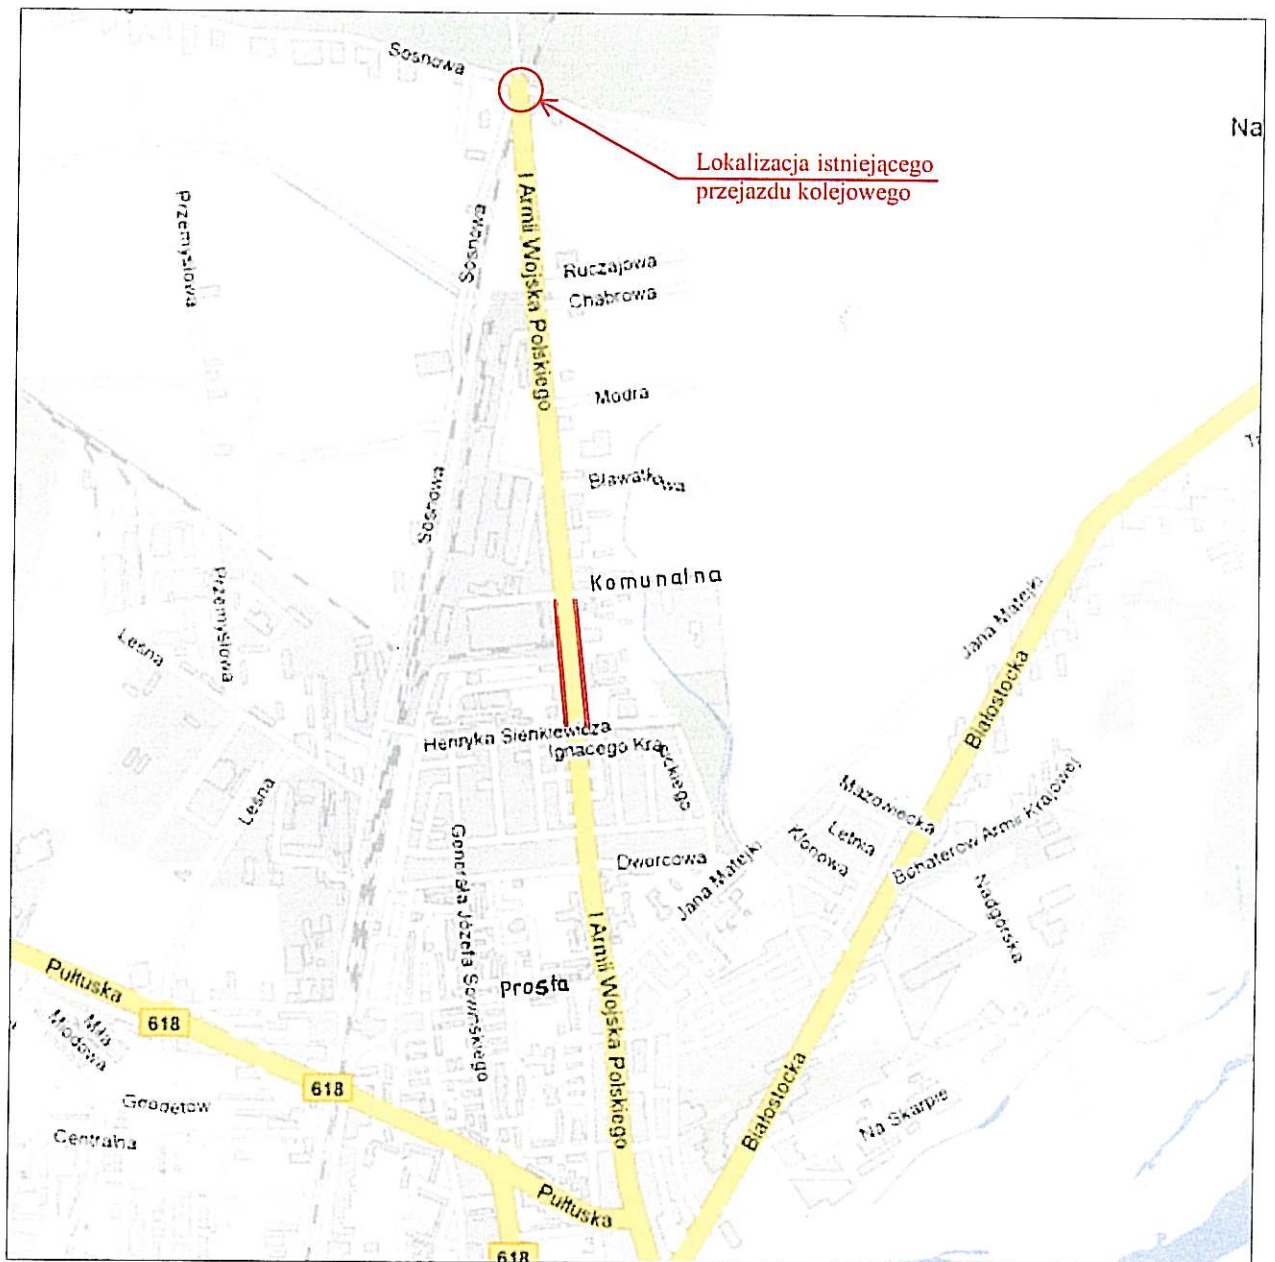 Sosnowa
Na
Lokalizacja istniejącego
przejazdu kolejowego
I Armii Wojska Polskiego
Przemysłowa
Sosnowa
Ruczajowa
Chabrowa
Modra
Bławatkowa
Sosnowa
Komunalna
Przemysłowa
Leśna
Jana Matejki
Białostocka
Henryka Sienkiewicza
Ignacego Kra
ckiego
Leśna
Mazowiecka
Letnia
Klonowa
Bohaterów Armii Krajowej
Generała Józefa Sowińskiego
Dworcowa
Jana Matejki
Nadgórska
I Armii Wojska Polskiego
Prosta
Pułtuska
618
Miła
Miodowa
618
Geodetów
Centralna
Białostocka
Na Skarpie
Pułtuska
618